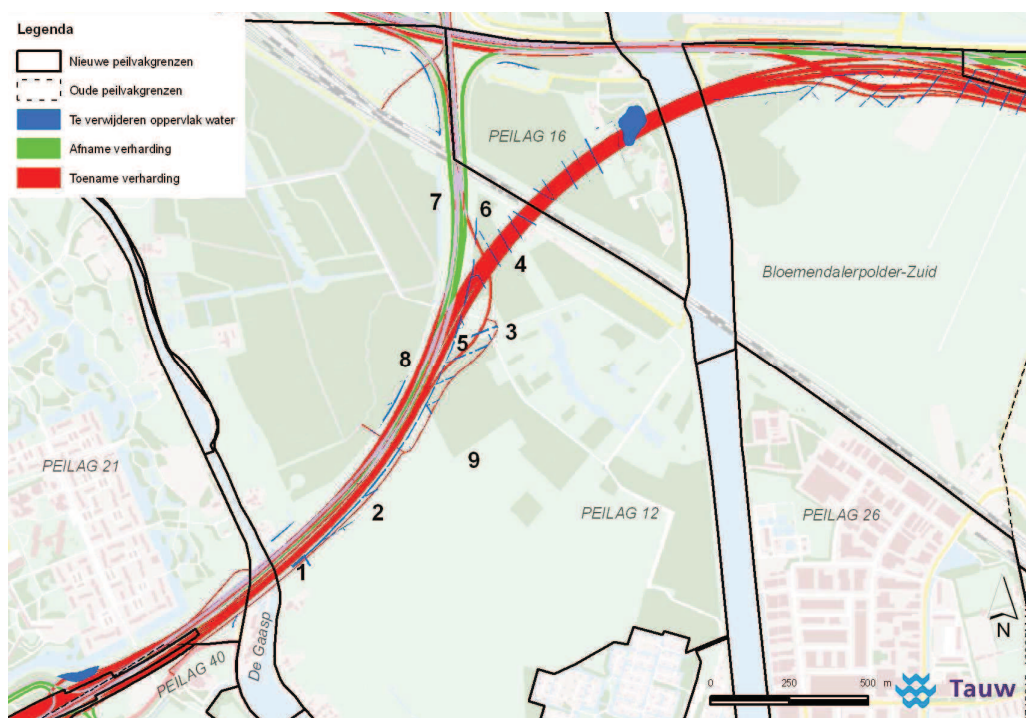 Legenda
Nieuwe peilvakgrenzen
Oude peilvakgrenzen
Te verwijderen oppervlak water
Afname verharding
Toename verharding
PEILAG 16
7
6
4
Bloemendalerpolder-Zuid
3
5
8
9
PEILAG 21
2
PEILAG 12
PEILAG 26
1
De Gaasp
PEILAG 40
N
0 250 500 m
Tauw